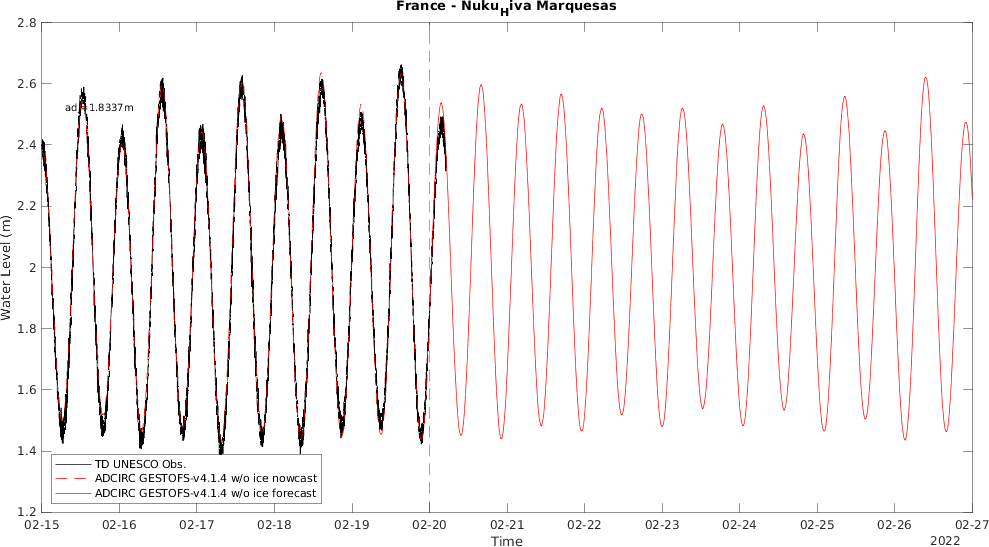 France - Nuku_Hiva Marquesas
2.8
2.6
2.4
2.2
2
1.8
1.6
1.4
1.2
Water Level (m)
adj=1.8337m
TD UNESCO Obs.
ADCIRC GESTOFS-v4.1.4 w/o ice nowcast
ADCIRC GESTOFS-v4.1.4 w/o ice forecast
02-15 02-16 02-17 02-18 02-19 02-20 02-21 02-22 02-23 02-24 02-25 02-26 02-27
Time
2022